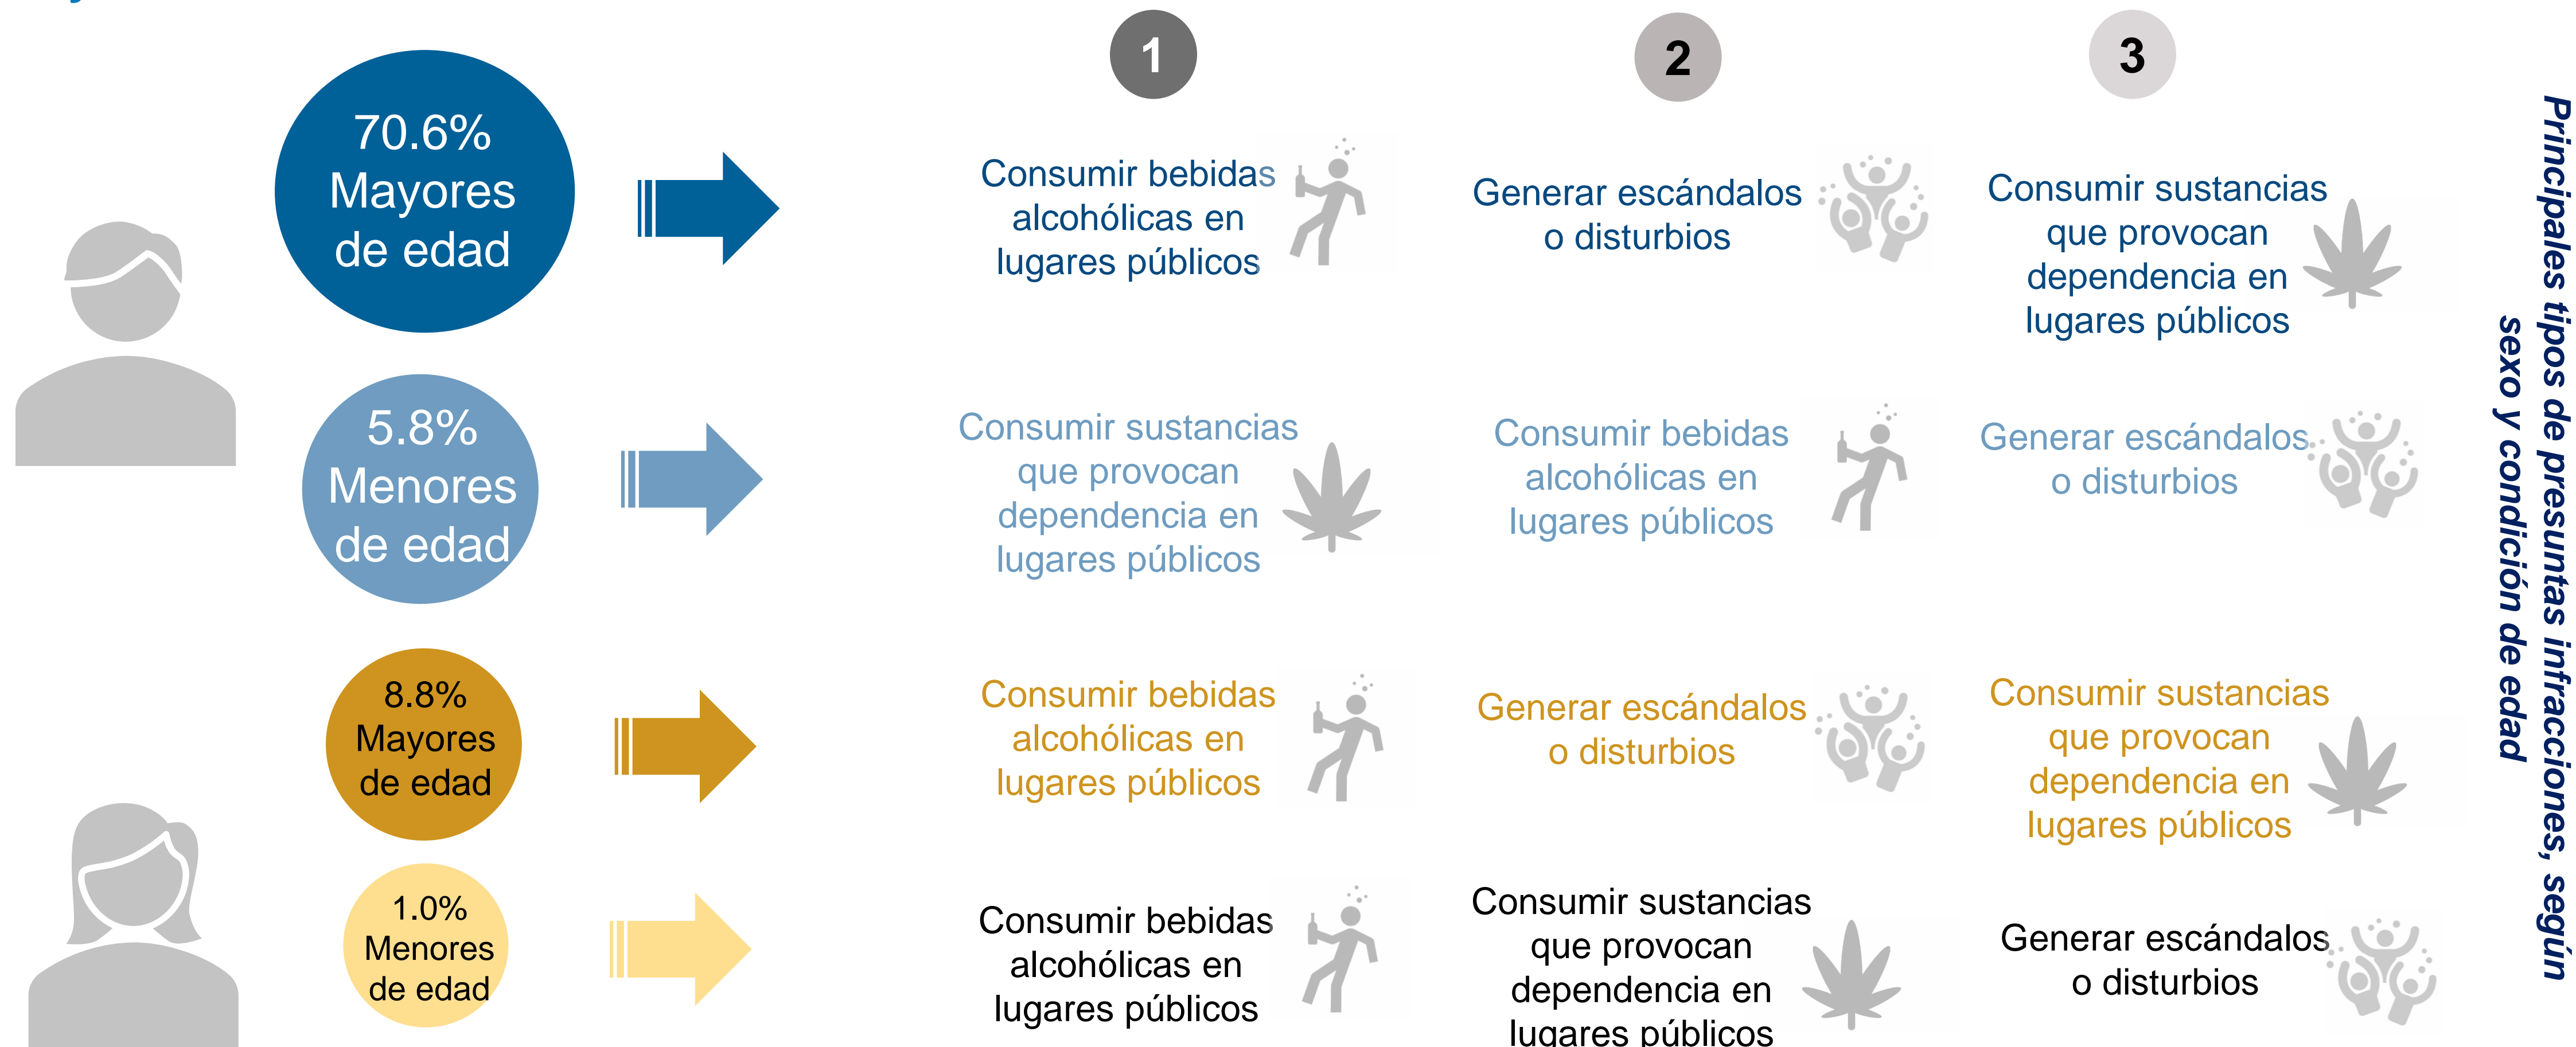 1
2
3
70.6%
Mayores
de edad
Consumir bebidas
alcohólicas en
lugares públicos
Generar escándalos
o disturbios
Consumir sustancias
que provocan
dependencia en
lugares públicos
5.8%
Menores
de edad
Consumir sustancias
que provocan
dependencia en
lugares públicos
Consumir bebidas
alcohólicas en
lugares públicos
Generar escándalos
o disturbios
8.8%
Mayores
de edad
Consumir bebidas
alcohólicas en
lugares públicos
Generar escándalos
o disturbios
Consumir sustancias
que provocan
dependencia en
lugares públicos
1.0%
Menores
de edad
Consumir bebidas
alcohólicas en
lugares públicos
Consumir sustancias
que provocan
dependencia en
lugares públicos
Generar escándalos
o disturbios
Principales tipos de presuntas infracciones, según
sexo y condición de edad